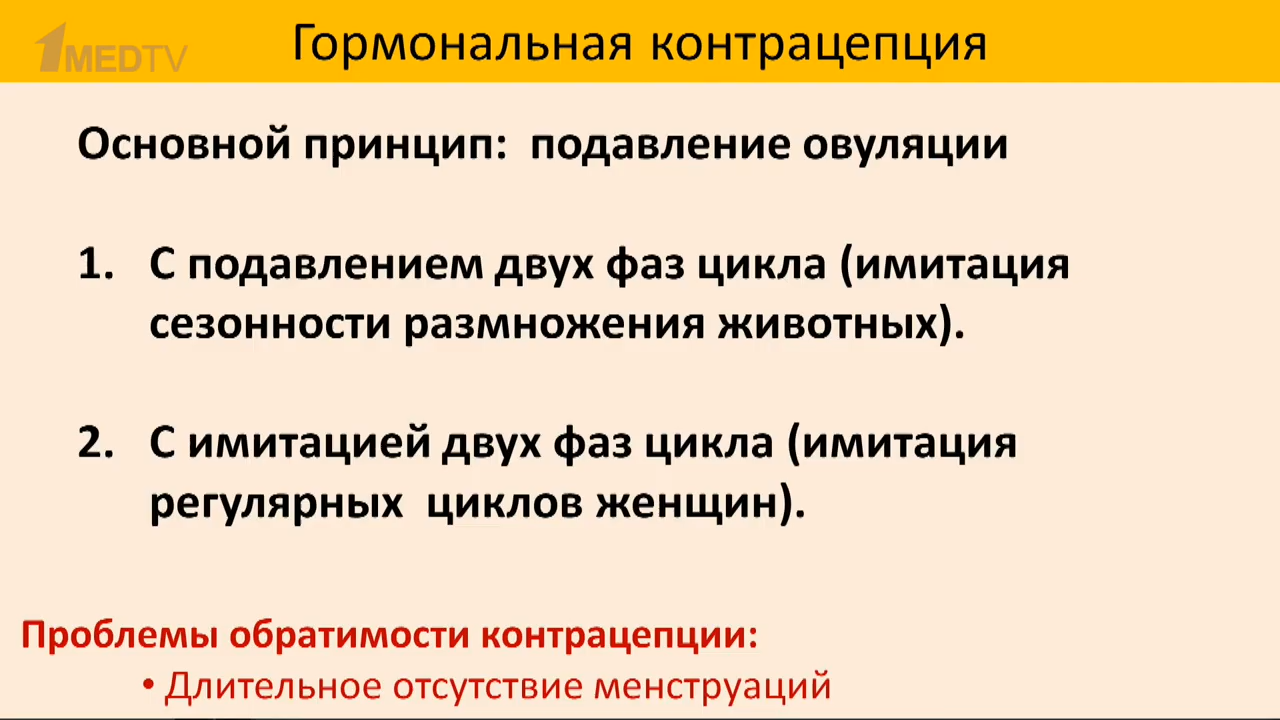 1MEDTV
Гормональная контрацепция
Основной принцип: подавление овуляции
1. С подавлением двух фаз цикла (имитация
сезонности размножения животных).
2. С имитацией двух фаз цикла (имитация
регулярных циклов женщин).
Проблемы обратимости контрацепции:
• Длительное отсутствие менструаций